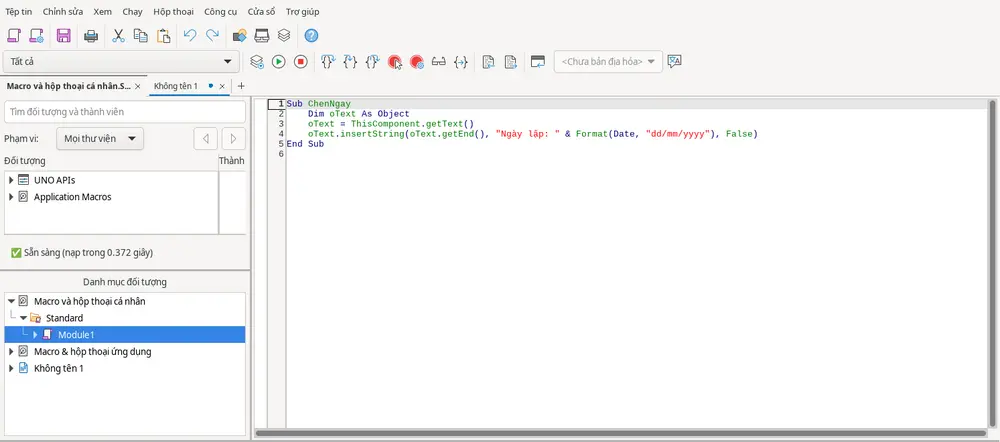 Tệp tin Chỉnh sửa Xem Chạy Hộp thoại Công cụ Cửa sổ Trợ giúp
Tất cả
<Chưa bản địa hóa>
Macro và hộp thoại cá nhân.S...
Không tên 1
Tìm đối tượng và thành viên
Phạm vi: Mọi thư viện
Đối tượng Thành
UNO APIs
Application Macros
Sẵn sàng (nạp trong 0.372 giây)
Danh mục đối tượng
Macro và hộp thoại cá nhân
Standard
Module1
Macro & hộp thoại ứng dụng
Không tên 1
1 Sub ChenNgay
2 Dim oText As Object
3 oText = ThisComponent.getText()
4 oText.insertString(oText.getEnd(), "Ngày lập: " & Format(Date, "dd/mm/yyyy"), False)
5 End Sub
6